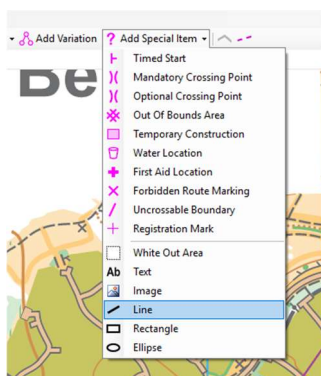 Add Variation ? Add Special Item
Be
Timed Start
Mandatory Crossing Point
Optional Crossing Point
Out Of Bounds Area
Temporary Construction
Water Location
First Aid Location
Forbidden Route Marking
Uncrossable Boundary
Registration Mark
White Out Area
Ab Text
Image
Line
Rectangle
Ellipse